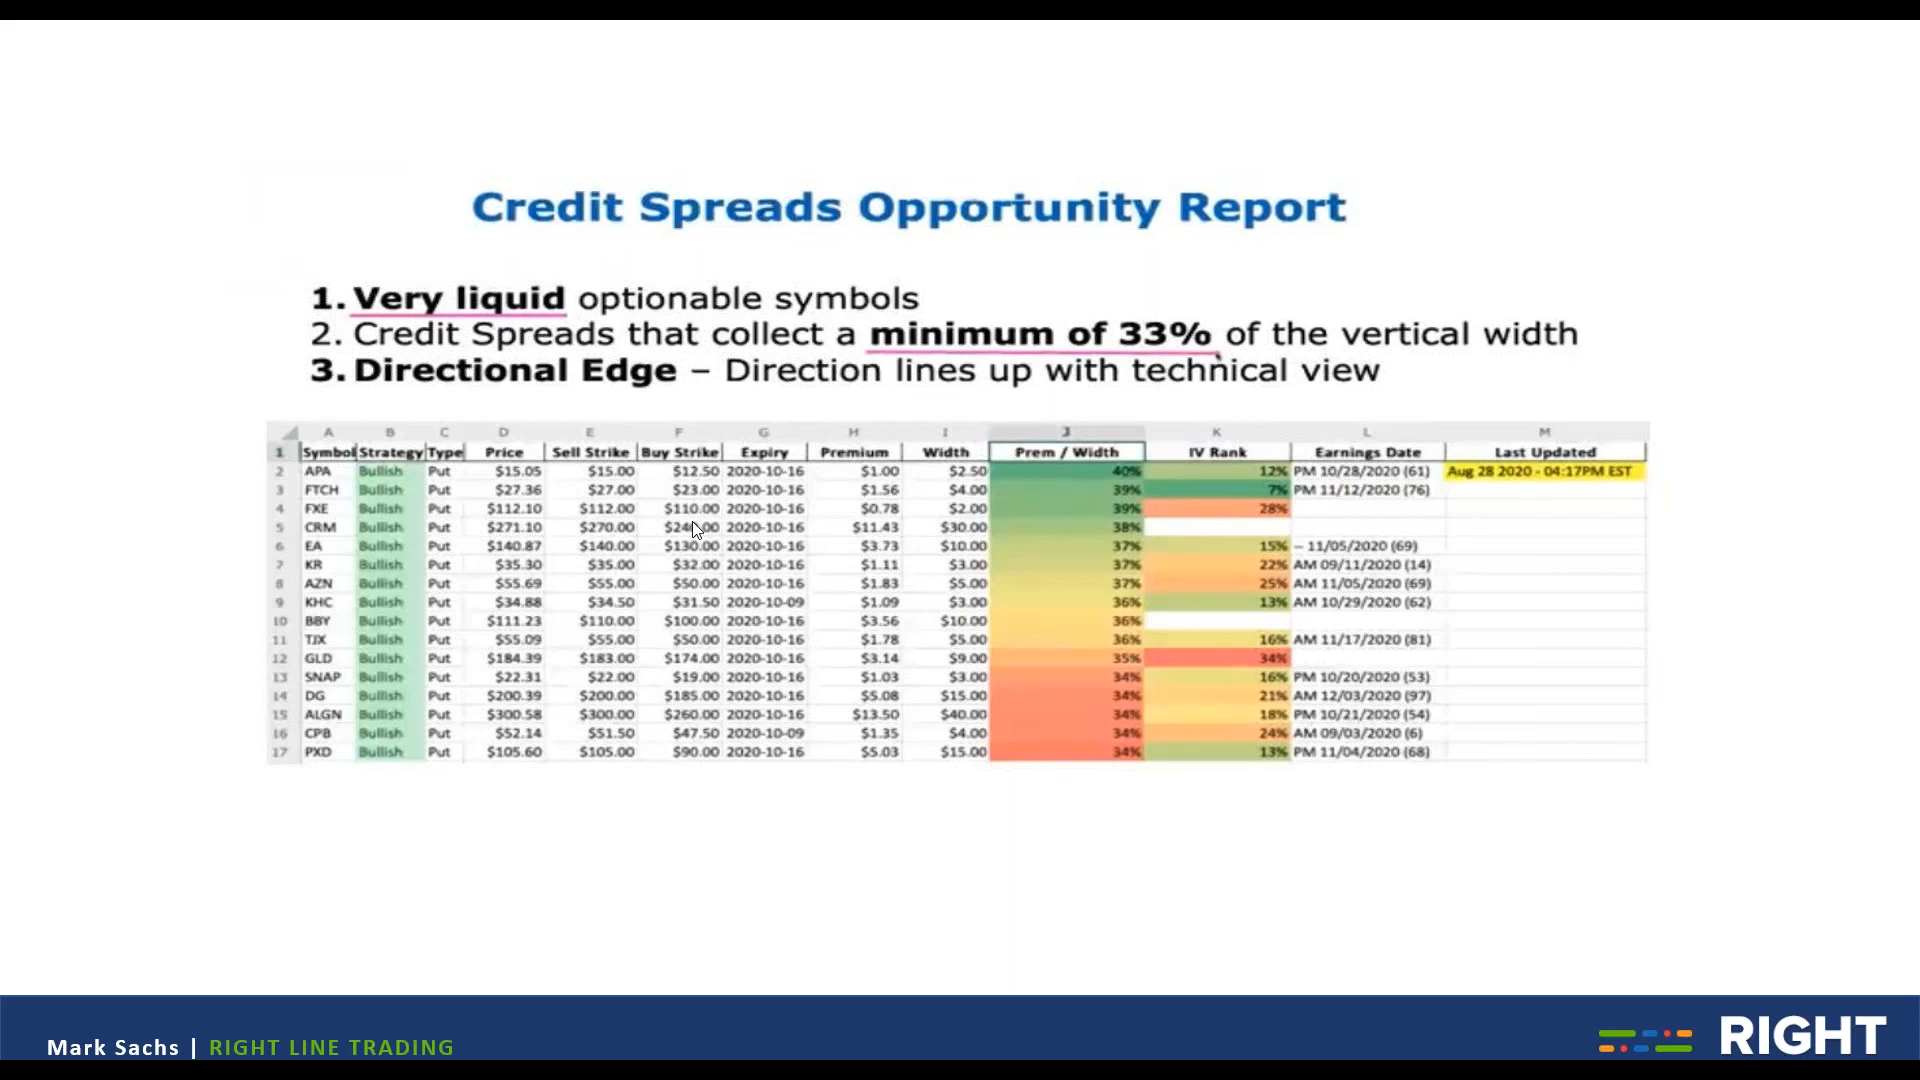 Credit Spreads Opportunity Report
1. Very liquid optionable symbols
2. Credit Spreads that collect a minimum of 33% of the vertical width
3. Directional Edge – Direction lines up with technical view
A B C D E F G H I J K L M
1 Symbol Strategy Type Price Sell Strike Buy Strike Expiry Premium Width Prem / Width IV Rank Earnings Date Last Updated
2 APA Bullish Put $15.05 $15.00 $12.50 2020-10-16 $1.00 $2.50 40% 12% PM 10/28/2020 (61) Aug 28 2020 - 04:17PM EST
3 FTCH Bullish Put $27.36 $27.00 $23.00 2020-10-16 $1.56 $4.00 39% 7% PM 11/12/2020 (76)
4 FXE Bullish Put $112.10 $112.00 $110.00 2020-10-16 $0.78 $2.00 39% 28%
5 CRM Bullish Put $271.10 $270.00 2020-10-16 $11.43 $30.00 38%
6 EA Bullish Put $140.87 $140.00 $130.00 2020-10-16 $3.73 $10.00 37% 15% -- 11/05/2020 (69)
7 KR Bullish Put $35.30 $35.00 $32.00 2020-10-16 $1.11 $3.00 37% 22% AM 09/11/2020 (14)
8 AZN Bullish Put $55.69 $55.00 $50.00 2020-10-16 $1.83 $5.00 37% 25% AM 11/05/2020 (69)
9 KHC Bullish Put $34.88 $34.50 $31.50 2020-10-09 $1.09 $3.00 36% 13% AM 10/29/2020 (62)
10 BBY Bullish Put $111.23 $110.00 $100.00 2020-10-16 $3.56 $10.00 36%
11 TJX Bullish Put $55.09 $55.00 $50.00 2020-10-16 $1.78 $5.00 36% 16% AM 11/17/2020 (81)
12 GLD Bullish Put $184.39 $183.00 $174.00 2020-10-16 $3.14 $9.00 35% 34%
13 SNAP Bullish Put $22.31 $22.00 $19.00 2020-10-16 $1.03 $3.00 34% 16% PM 10/20/2020 (53)
14 DG Bullish Put $200.39 $200.00 $185.00 2020-10-16 $5.08 $15.00 34% 21% AM 12/03/2020 (97)
15 ALGN Bullish Put $300.58 $300.00 $260.00 2020-10-16 $13.50 $40.00 34% 18% PM 10/21/2020 (54)
16 CPB Bullish Put $52.14 $51.50 $47.50 2020-10-09 $1.35 $4.00 34% 24% AM 09/03/2020 (6)
17 PXD Bullish Put $105.60 $105.00 $90.00 2020-10-16 $5.03 $15.00 34% 13% PM 11/04/2020 (68)
Mark Sachs | RIGHT LINE TRADING
RIGHT